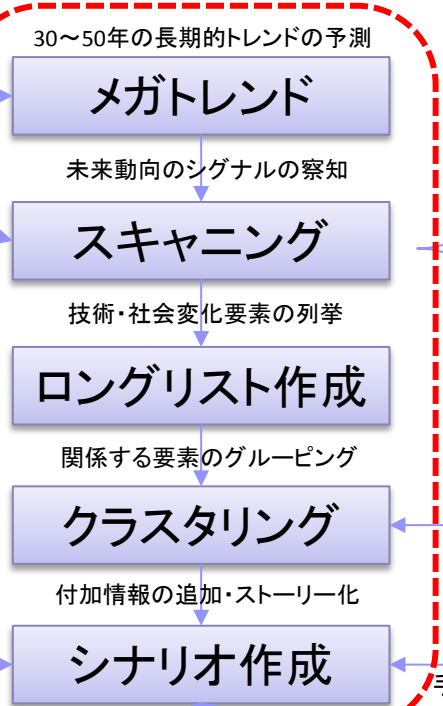 30～50年の長期的トレンドの予測
メガトレンド
未来動向のシグナルの察知
スキャニング
技術・社会変化要素の列挙
ロングリスト作成
関係する要素のグルーピング
クラスタリング
付加情報の追加・ストーリー化
シナリオ作成